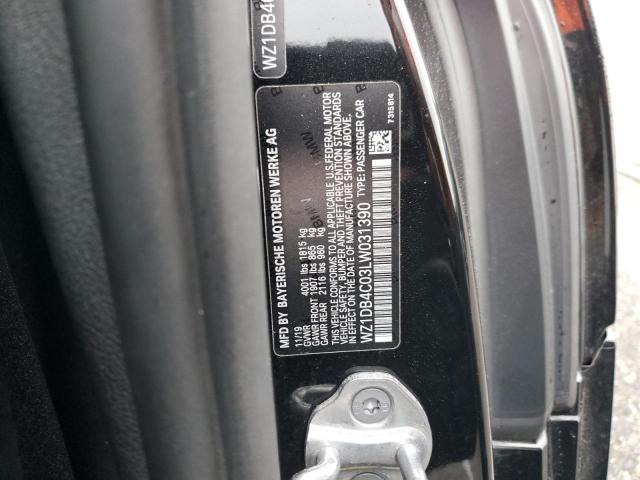 WZ1DB4C
MFD BY BAYERISCHE MOTOREN WERKE AG
11/19
GVWR 4001 lbs 1815 kg
GAWR FRONT 1907 lbs 865 kg
GAWR REAR 2116 lbs 960 kg
THIS VEHICLE CONFORMS TO ALL APPLICABLE U.S. FEDERAL MOTOR
VEHICLE SAFETY, BUMPER AND THEFT PREVENTION STANDARDS
IN EFFECT ON THE DATE OF MANUFACTURE SHOWN ABOVE.
WZ1DB4C03LW031390 TYPE: PASSENGER CAR
7315814